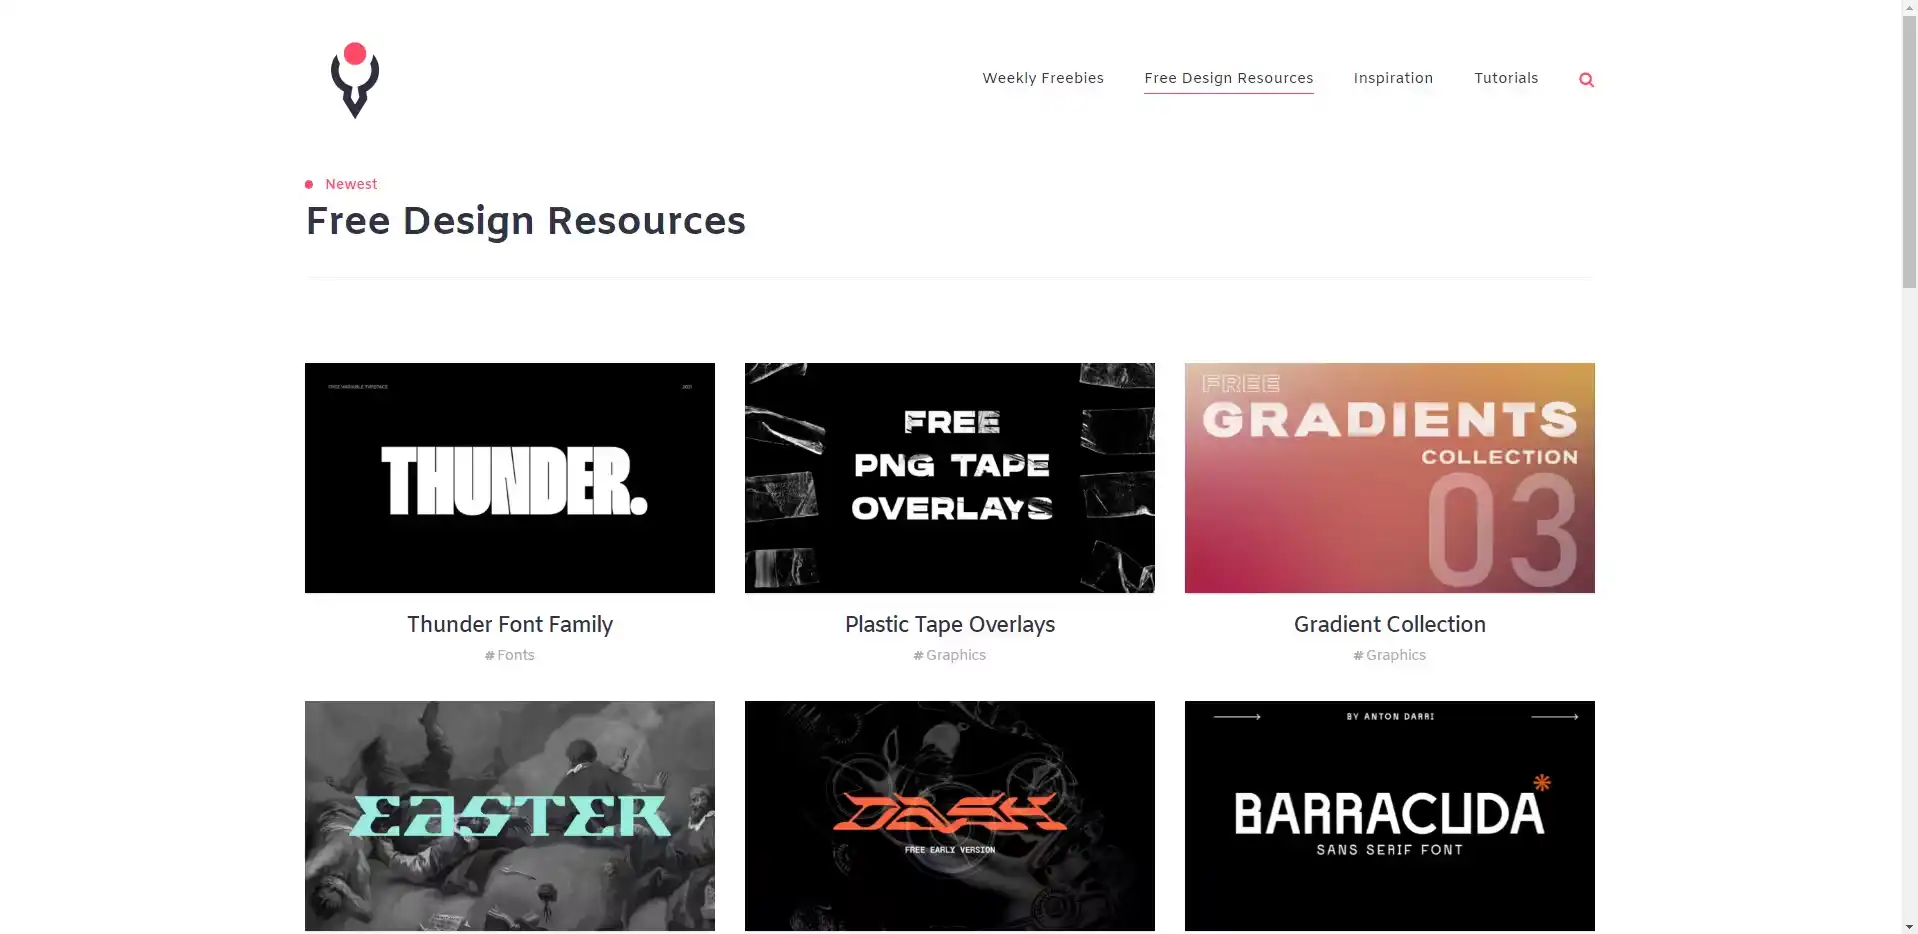 Weekly Freebies
Free Design Resources
Inspiration
Tutorials
Newest
Free Design Resources
FREE VARIABLE TYPEFACE
2021
THUNDER.
FREE
PNG TAPE
OVERLAYS
FREE
GRADIENTS
COLLECTION
03
Thunder Font Family
Plastic Tape Overlays
Gradient Collection
#Fonts
#Graphics
#Graphics
EASTER
DASH
FREE EARLY VERSION
BY ANTON DARRI
BARRACUDA*
SANS SERIF FONT